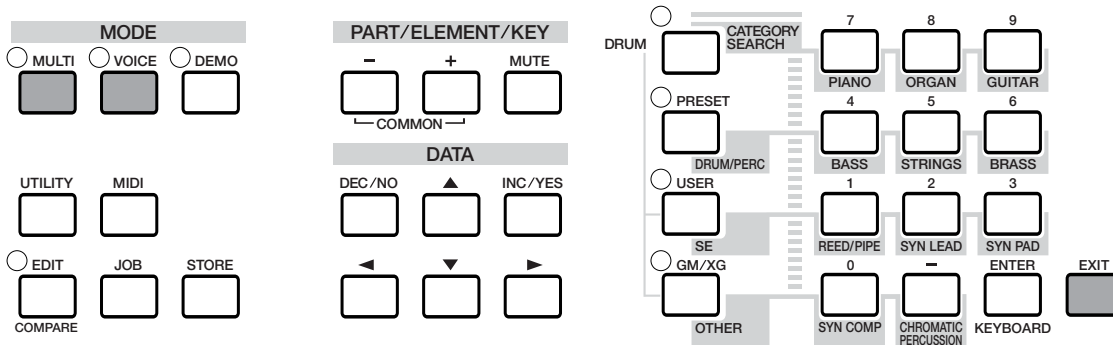 MODE
MULTI
VOICE
DEMO
UTILITY
MIDI
EDIT
JOB
STORE
COMPARE
PART/ELEMENT/KEY
–
+
MUTE
COMMON
DATA
DEC/NO
▲
INC/YES
◀
▼
▶
DRUM
CATEGORY
SEARCH
7
8
9
PIANO
ORGAN
GUITAR
PRESET
4
5
6
DRUM/PERC
BASS
STRINGS
BRASS
USER
1
2
3
SE
REED/PIPE
SYN LEAD
SYN PAD
GM/XG
0
–
ENTER
EXIT
OTHER
SYN COMP
CHROMATIC
PERCUSSION
KEYBOARD